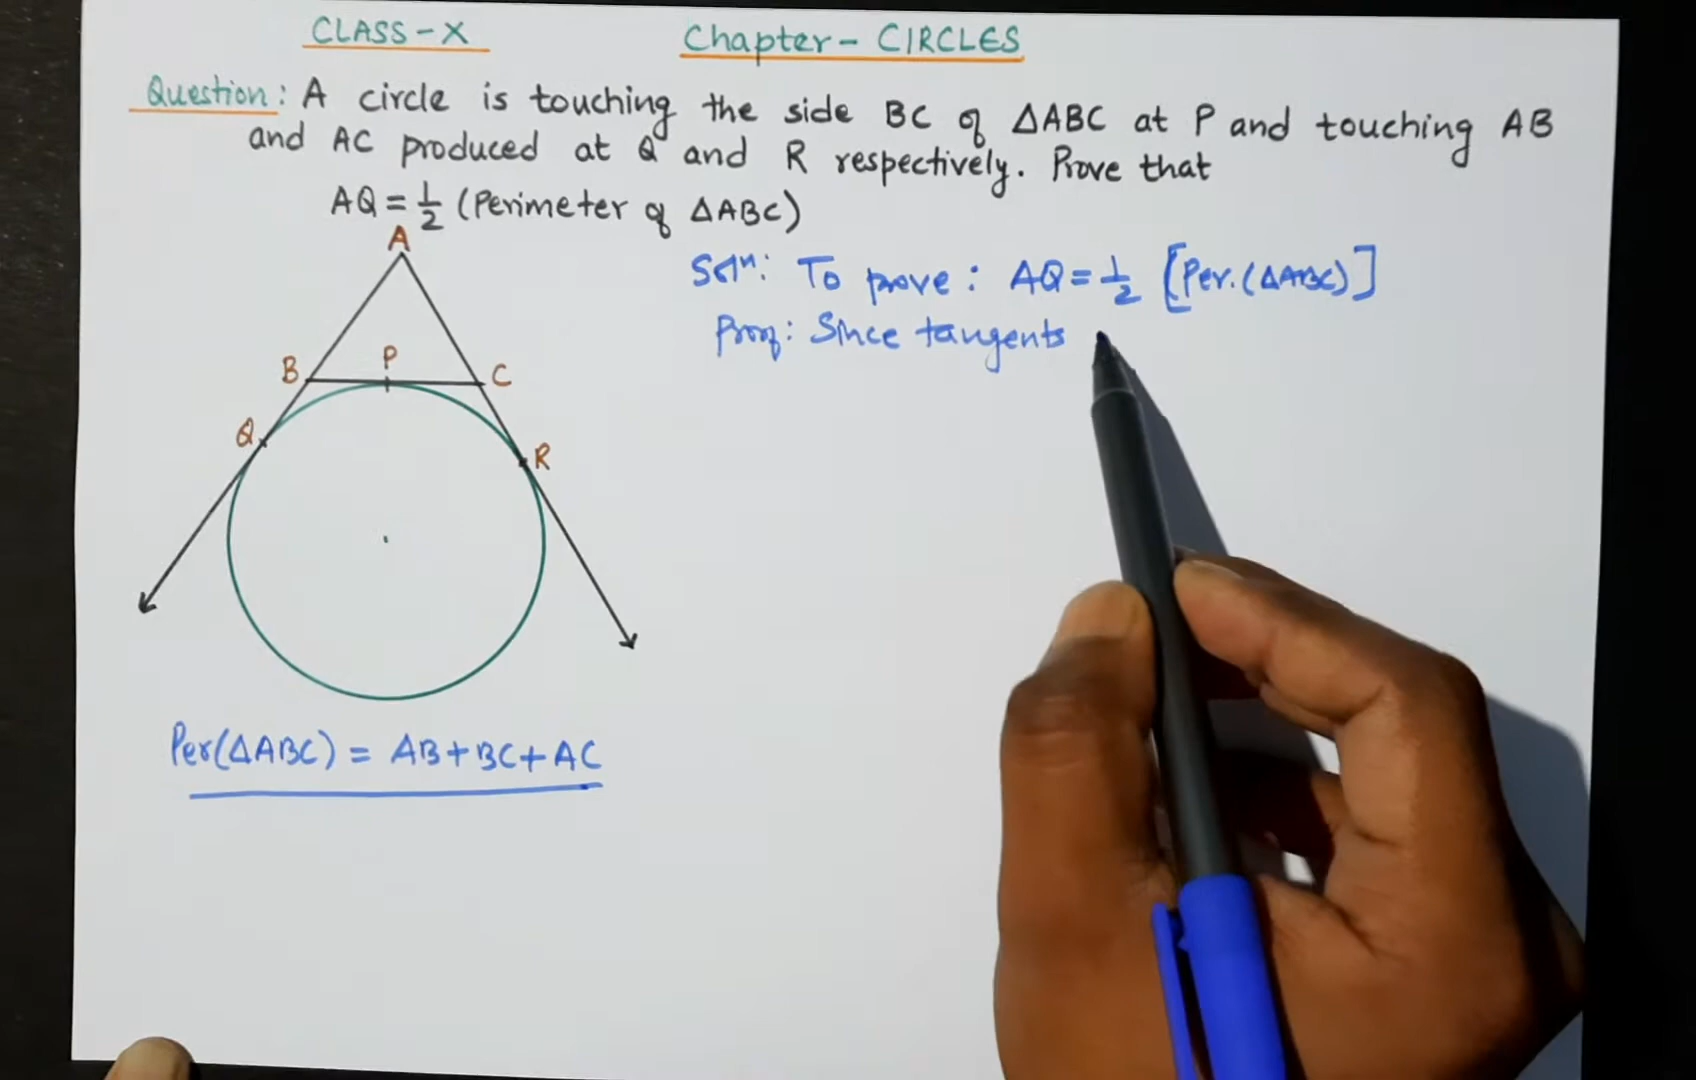 CLASS-X
Chapter- CIRCLES
Question: A circle is touching the side BC of ΔABC at P and touching AB
and AC produced at Q and R respectively. Prove that
AQ = 1/2 (Perimeter of ΔABC)
Soln: To prove: AQ = 1/2 [Per.(ΔABC)]
Proof: Since tangents
A
B
P
C
Q
R
Per(ΔABC) = AB+BC+AC